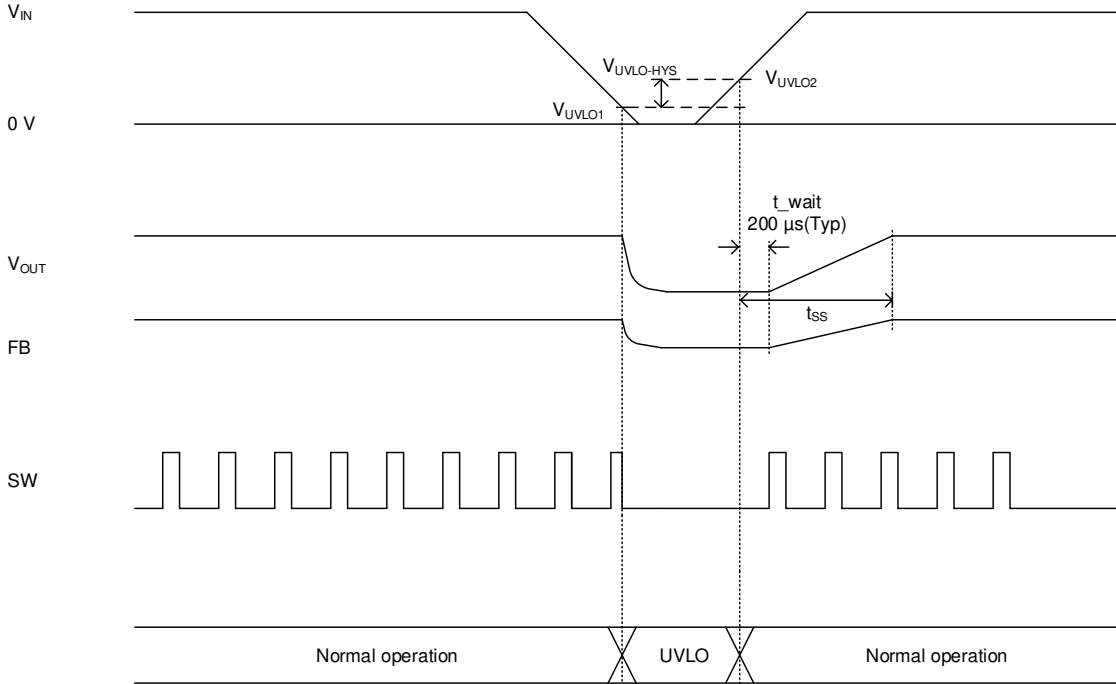 VIN
VUVLO-HYS
VUVLO2
VUVLO1
0 V
t_wait
200 µs(Typ)
VOUT
tSS
FB
SW
Normal operation
UVLO
Normal operation